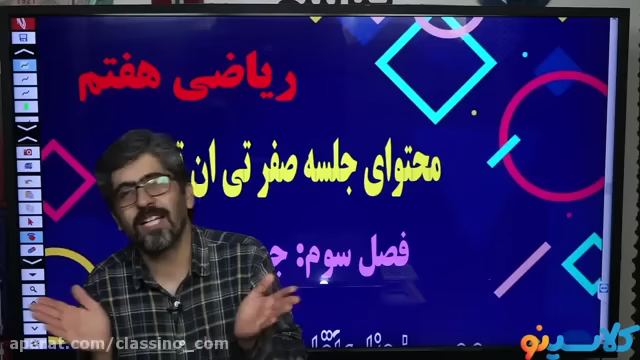 ریاضی هفتم
محتوای جلسه صفر تی ان
فصل سوم:
کلاسینو
aparat.com/classino_com